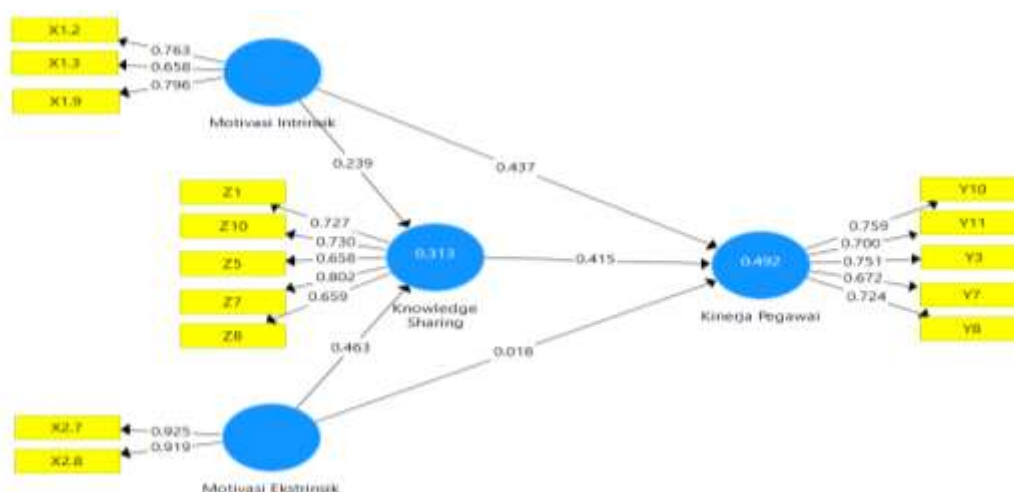 X1.2
0.763
X1.3
0.658
X1.9
0.796
Motivasi Intrinsik
0.239
0.437
Z1
0.727
Z10
0.730
Z5
0.658
Z7
0.802
Z8
0.659
0.313
Knowledge
Sharing
0.415
0.463
0.018
0.492
Kinerja Pegawai
Y10
0.759
Y11
0.700
Y3
0.751
Y7
0.672
Y8
0.724
X2.7
0.925
X2.8
0.919
Motivasi Ekstrinsik